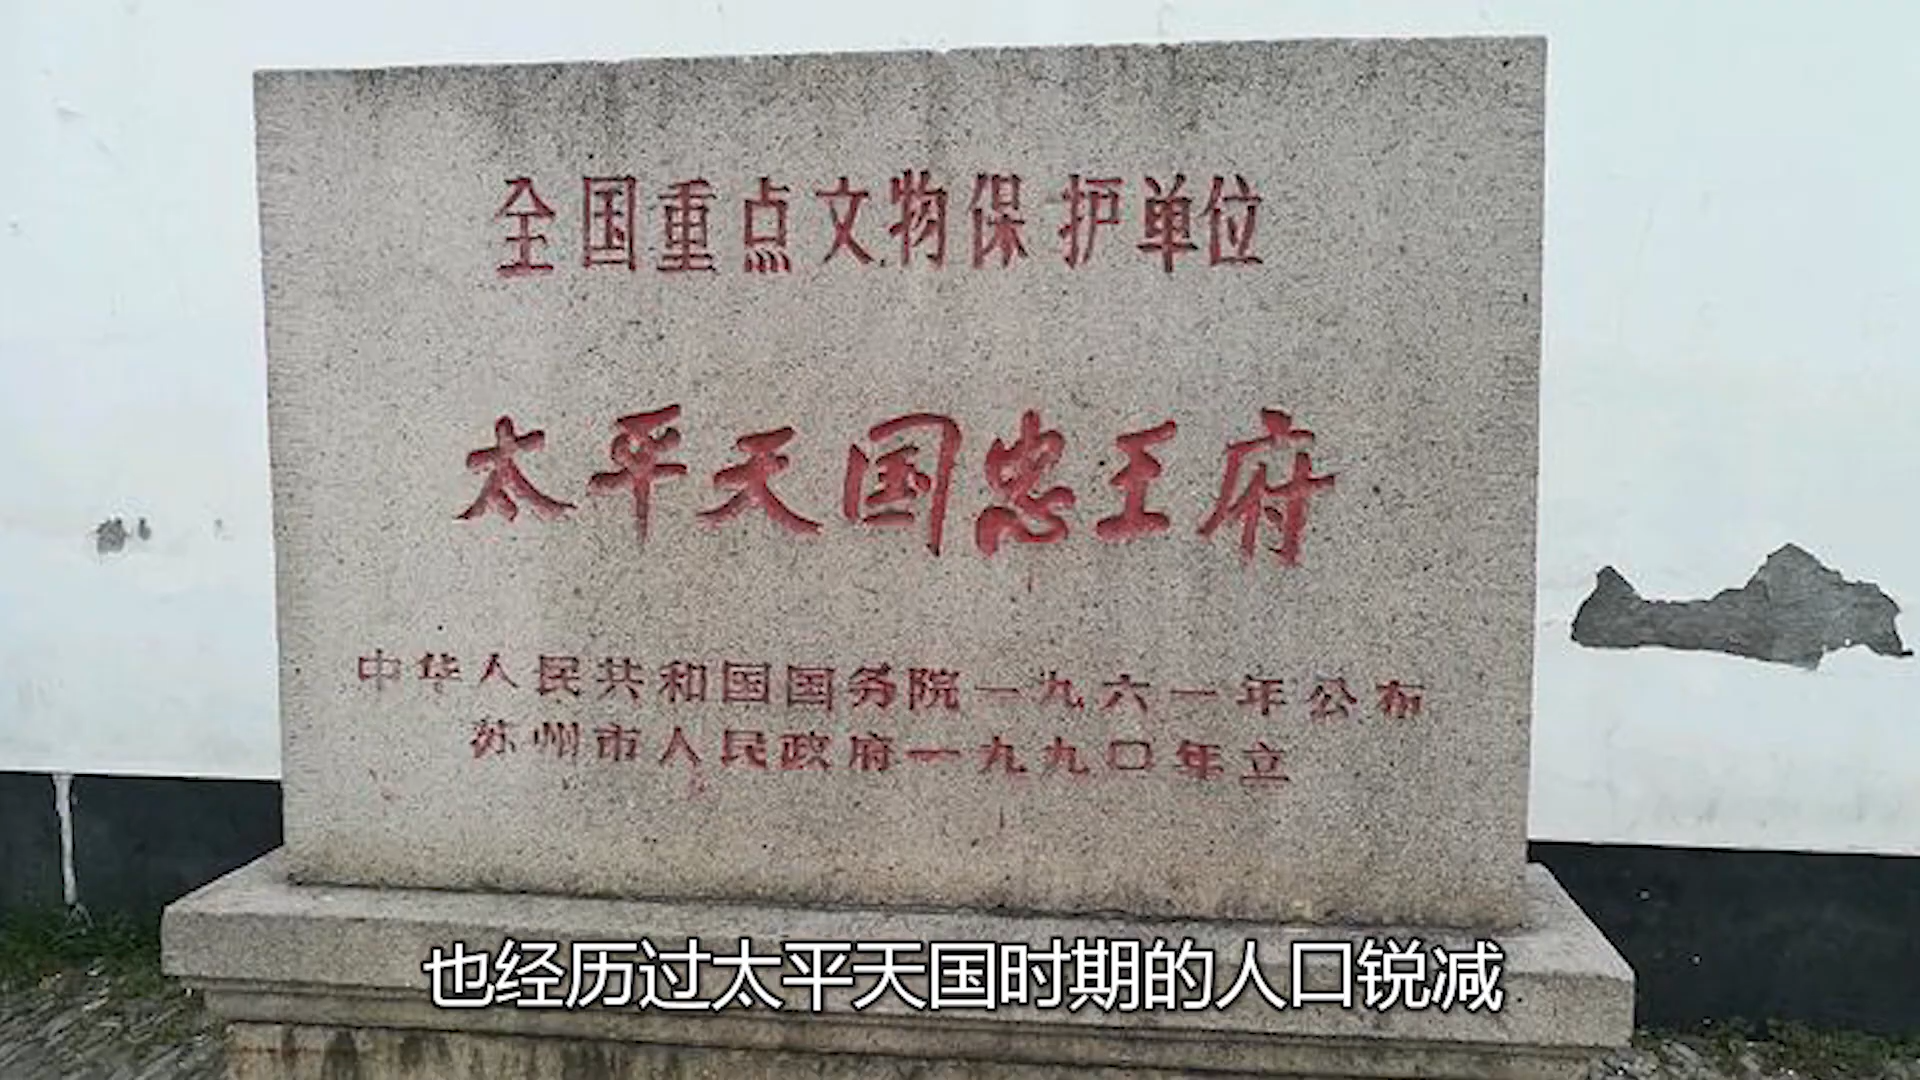 全国重点文物保护单位
太平天国忠王府
中华人民共和国国务院一九六一年公布
苏州市人民政府一九九〇年立
也经历过太平天国时期的人口锐减